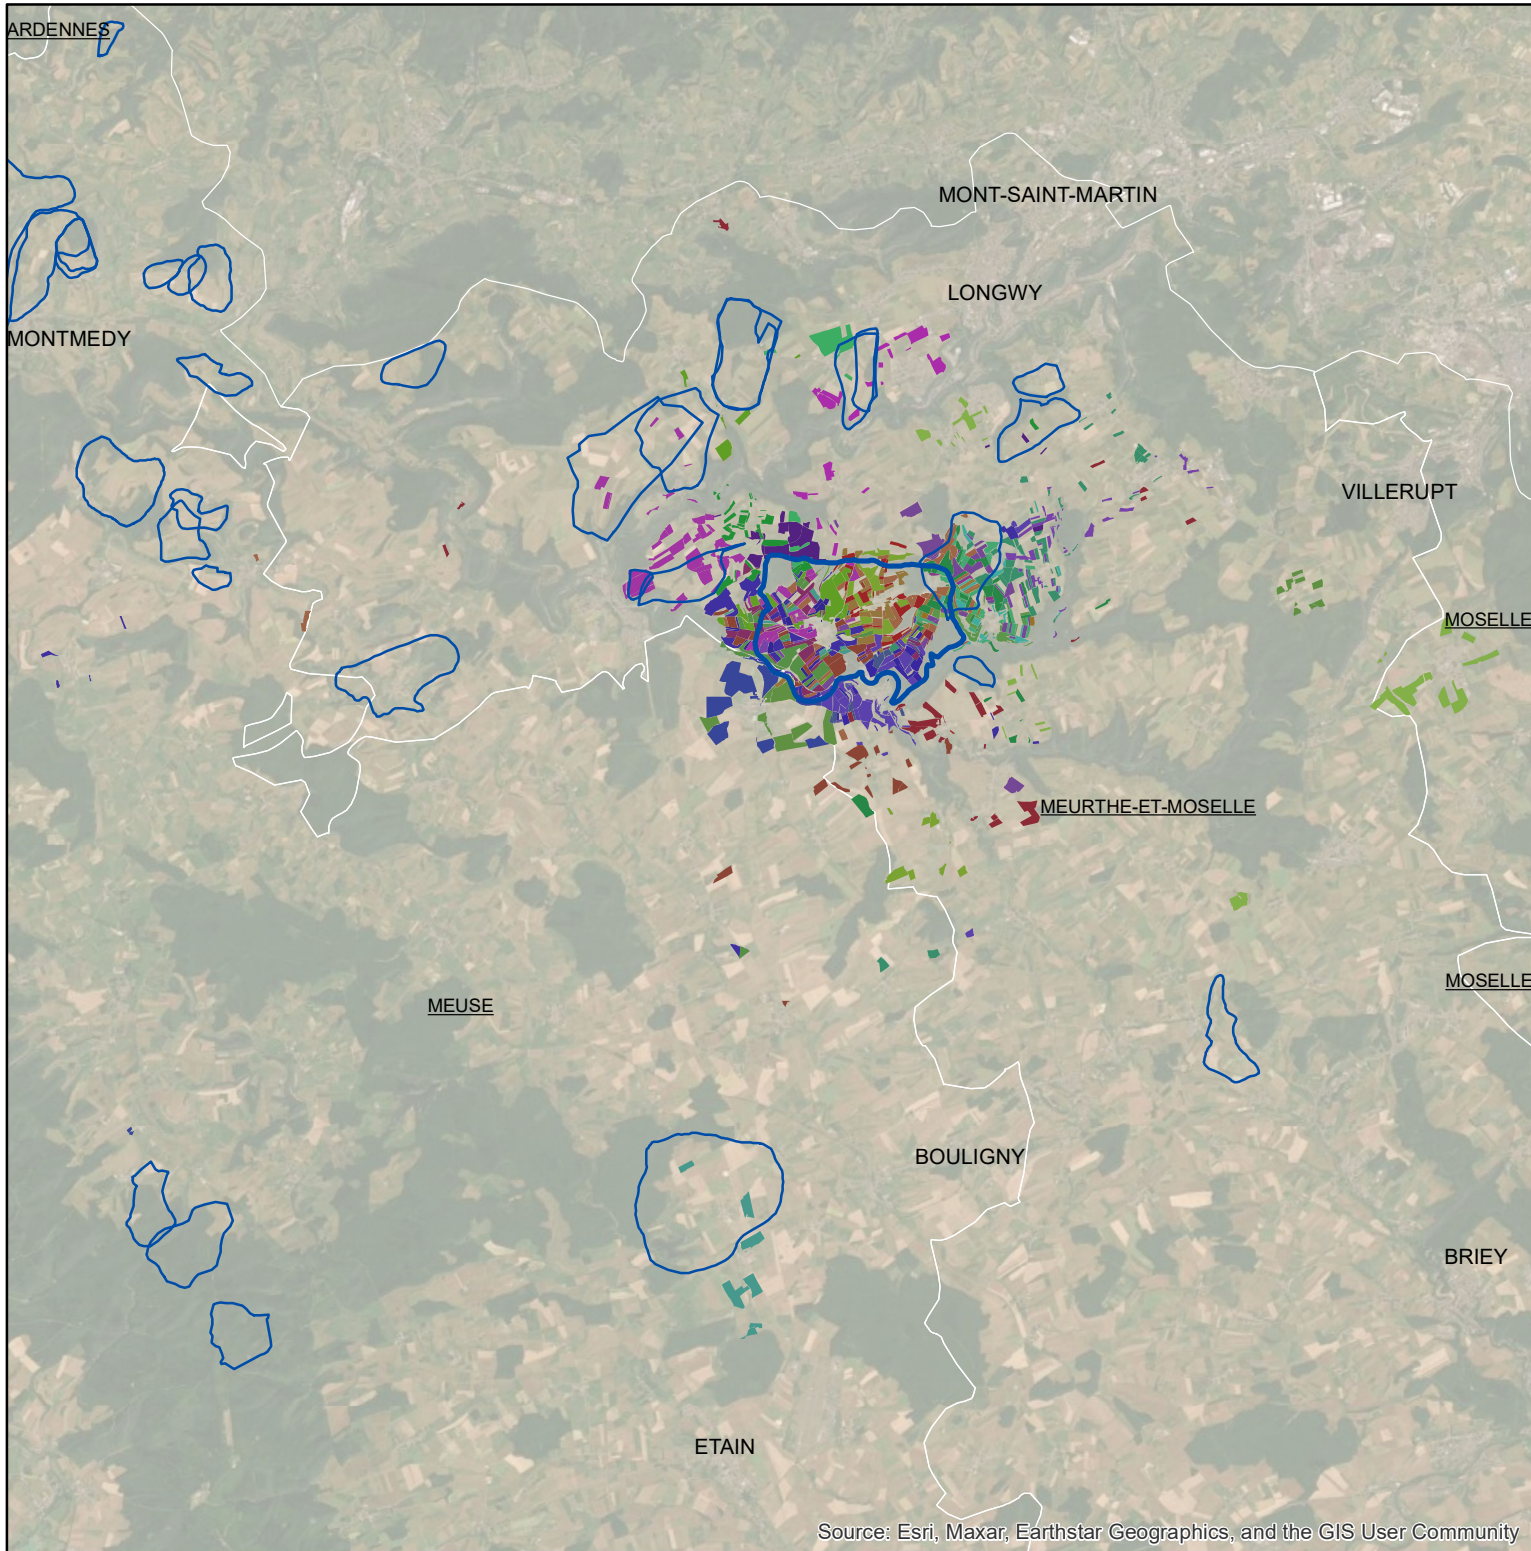 ARDENNES
MONT-SAINT-MARTIN
LONGWY
MONTMEDY
VILLERUPT
MOSELLE
MEURTHE-ET-MOSELLE
MOSELLE
MEUSE
BOULIGNY
BRIEY
ETAIN
Source: Esri, Maxar, Earthstar Geographics, and the GIS User Community